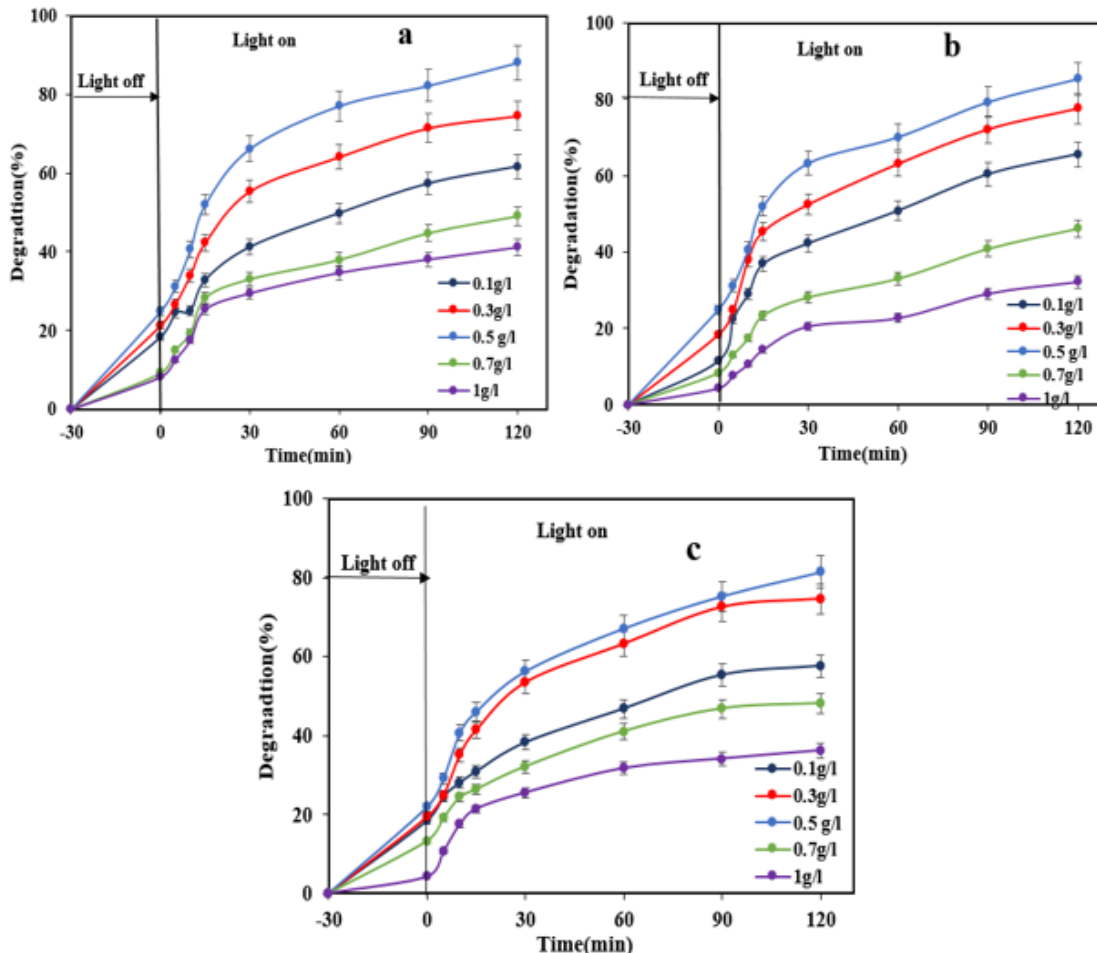 a
Light on
Light off
Degradtion(%)
100
80
60
40
20
0
0.1g/l
0.3g/l
0.5 g/l
0.7g/l
1g/l
-30 0 30 60 90 120
Time(min)
b
Light on
Light off
Degradation(%)
100
80
60
40
20
0
0.1g/l
0.3g/l
0.5 g/l
0.7g/l
1g/l
-30 0 30 60 90 120
Time(min)
c
Light on
Light off
Degraadtion(%)
100
80
60
40
20
0
0.1g/l
0.3g/l
0.5 g/l
0.7g/l
1g/l
-30 0 30 60 90 120
Time(min)